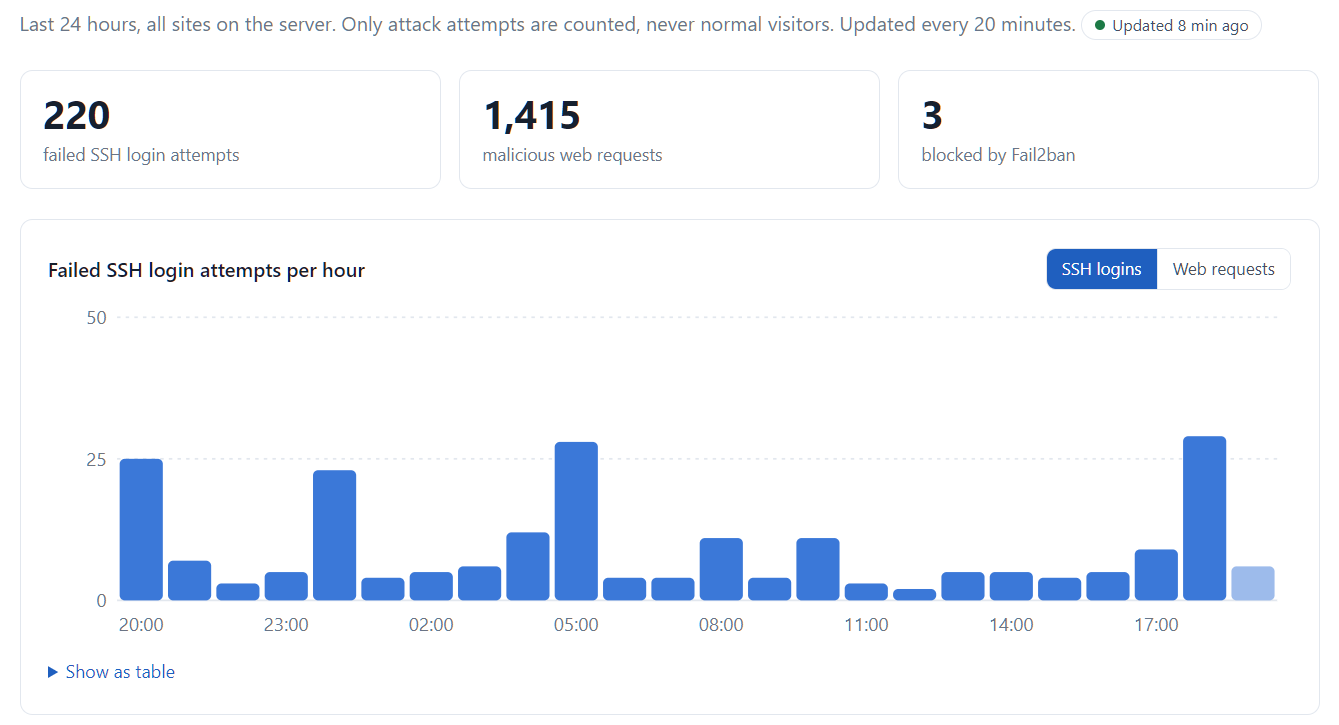 Last 24 hours, all sites on the server. Only attack attempts are counted, never normal visitors. Updated every 20 minutes. Updated 8 min ago
220
failed SSH login attempts
1,415
malicious web requests
3
blocked by Fail2ban
Failed SSH login attempts per hour
SSH logins
Web requests
50
25
0
20:00
23:00
02:00
05:00
08:00
11:00
14:00
17:00
Show as table